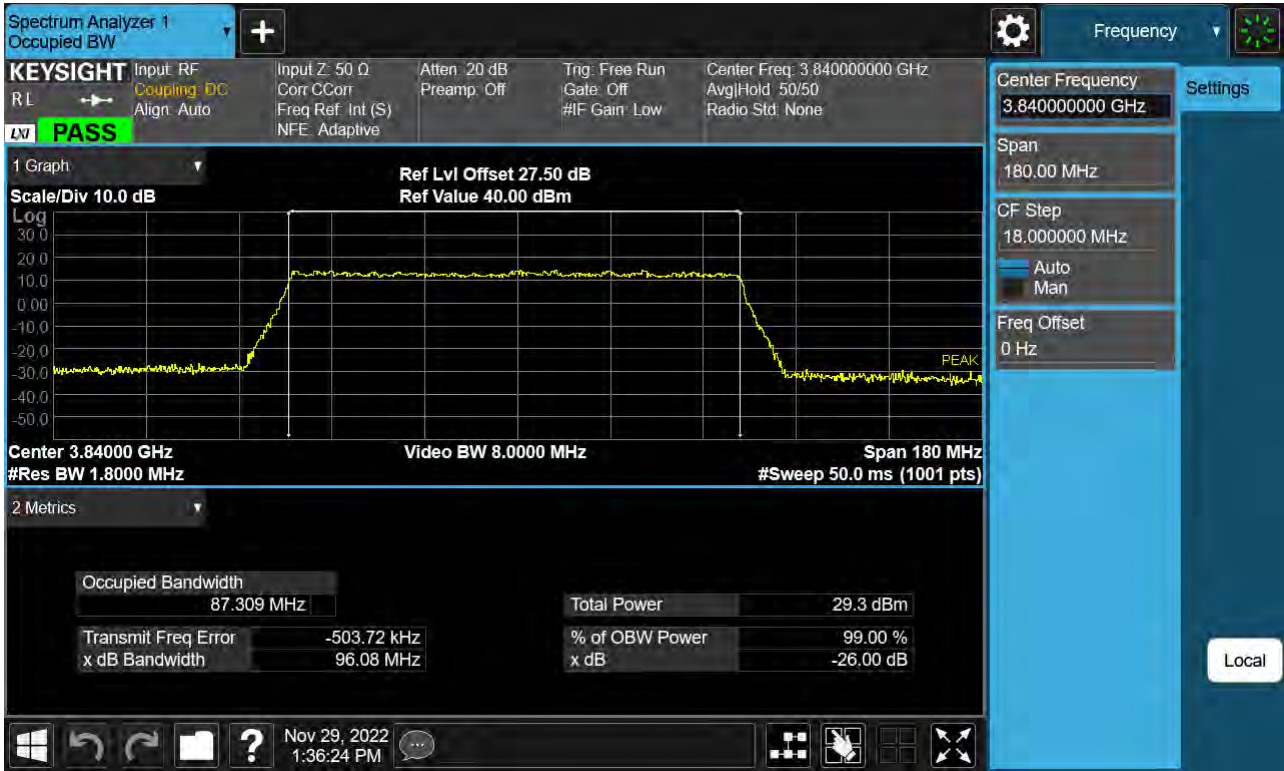 Spectrum Analyzer 1
Occupied BW
+
Frequency
KEYSIGHT
RL
LXI
PASS
Input: RF
Coupling: DC
Align: Auto
Input Z: 50 Ω
Corr CCorr
Freq Ref: Int (S)
NFE: Adaptive
Atten: 20 dB
Preamp: Off
Trig: Free Run
Gate: Off
#IF Gain: Low
Center Freq: 3.840000000 GHz
Avg|Hold: 50/50
Radio Std: None
Center Frequency
3.840000000 GHz
Settings
Span
180.00 MHz
CF Step
18.000000 MHz
Auto
Man
Freq Offset
0 Hz
Local
1 Graph
Scale/Div 10.0 dB
Ref Lvl Offset 27.50 dB
Ref Value 40.00 dBm
Log
30.0
20.0
10.0
0.00
-10.0
-20.0
-30.0
-40.0
-50.0
PEAK
Center 3.84000 GHz
#Res BW 1.8000 MHz
Video BW 8.0000 MHz
Span 180 MHz
#Sweep 50.0 ms (1001 pts)
2 Metrics
Occupied Bandwidth
87.309 MHz
Transmit Freq Error -503.72 kHz
x dB Bandwidth 96.08 MHz
Total Power 29.3 dBm
% of OBW Power 99.00 %
x dB -26.00 dB
?
Nov 29, 2022
1:36:24 PM